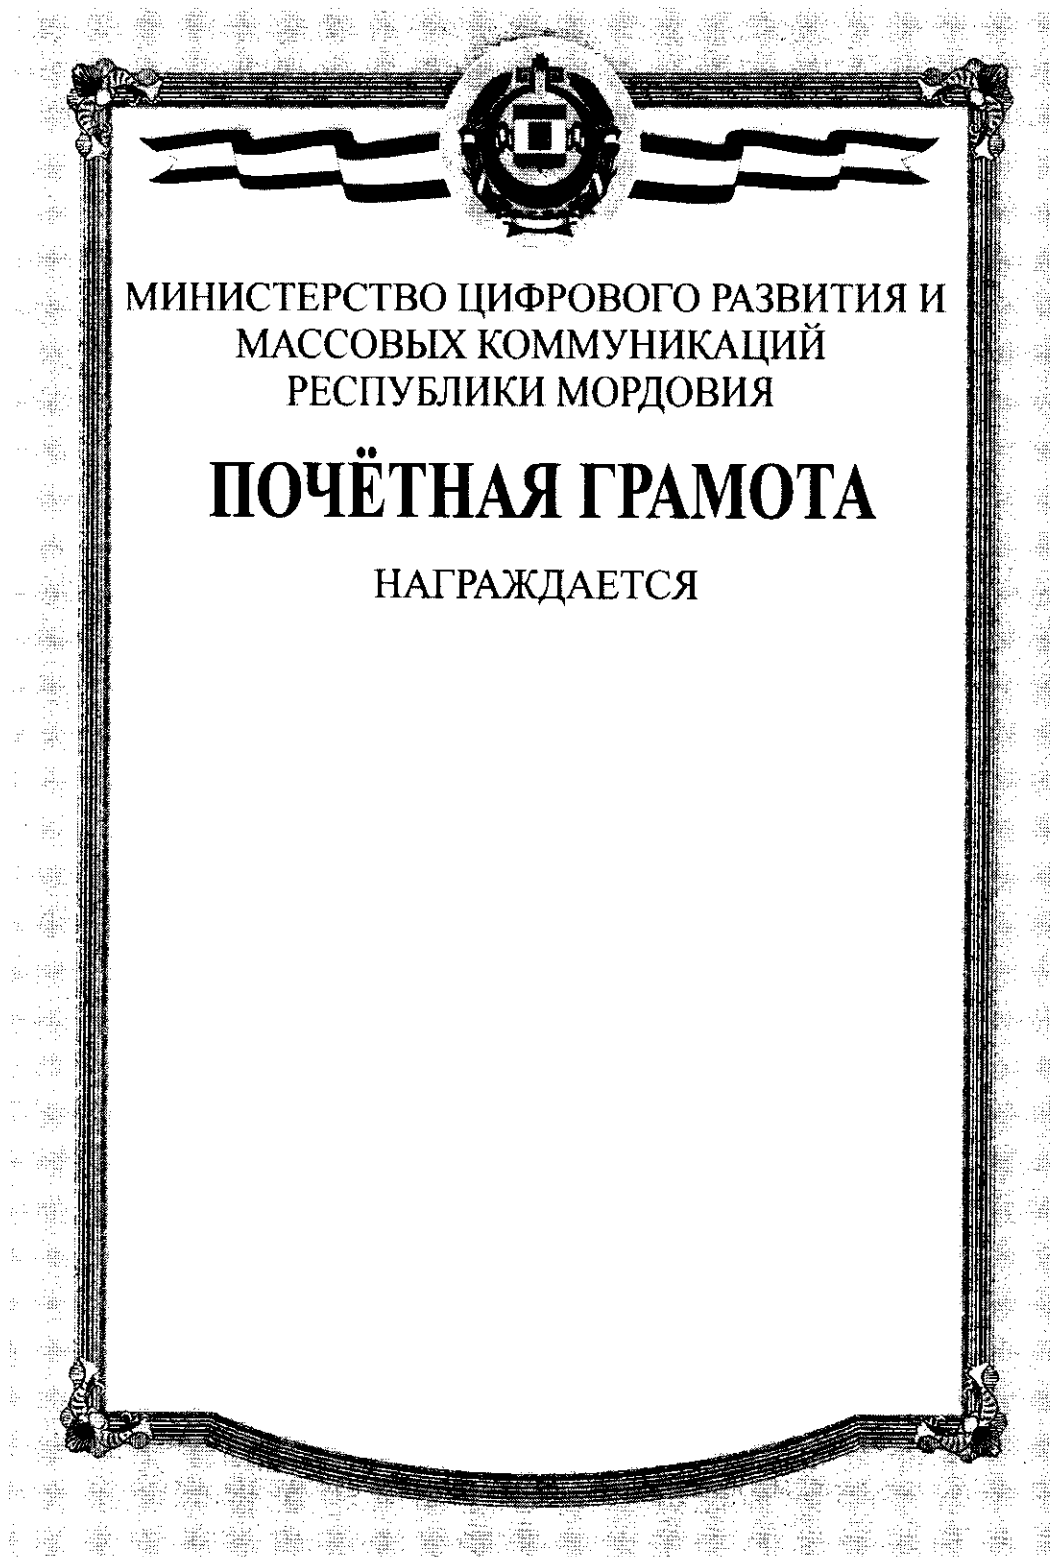 МИНИСТЕРСТВО ЦИФРОВОГО РАЗВИТИЯ И
МАССОВЫХ КОММУНИКАЦИЙ
РЕСПУБЛИКИ МОРДОВИЯ
ПОЧЁТНАЯ ГРАМОТА
НАГРАЖДАЕТСЯ